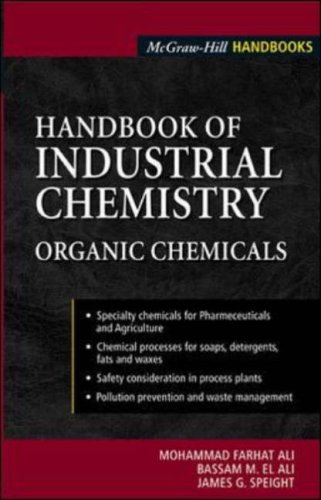 McGraw-Hill HANDBOOKS
HANDBOOK OF
INDUSTRIAL
CHEMISTRY
ORGANIC CHEMICALS
• Specialty chemicals for Pharmeceuticals
and Agriculture
• Chemical processes for soaps, detergents,
fats and waxes
• Safety consideration in process plants
• Pollution prevention and waste management
MOHAMMAD FARHAT ALI
BASSAM M. EL ALI
JAMES G. SPEIGHT